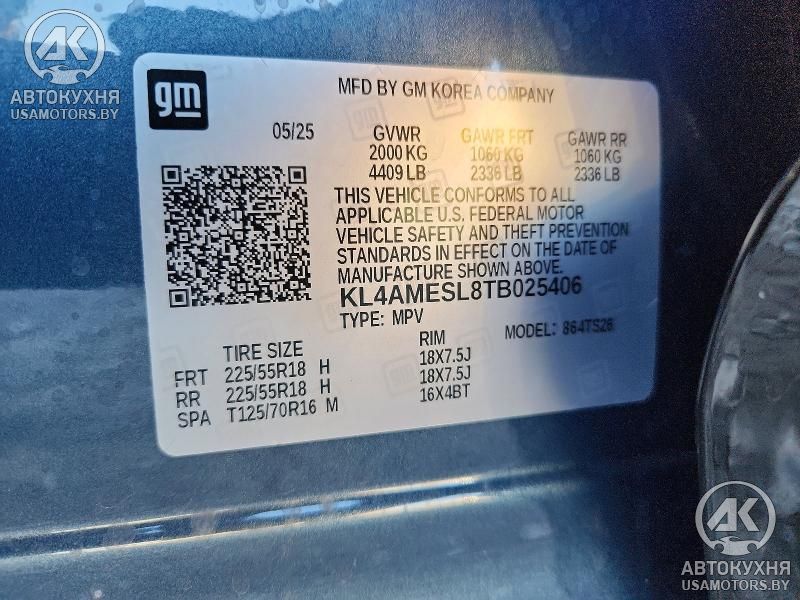 AK
АВТОКУХНЯ
USAMOTORS.BY
gm
MFD BY GM KOREA COMPANY
05/25 GVWR GAWR FRT GAWR RR
2000 KG 1060 KG 1060 KG
4409 LB 2336 LB 2336 LB
THIS VEHICLE CONFORMS TO ALL
APPLICABLE U.S. FEDERAL MOTOR
VEHICLE SAFETY AND THEFT PREVENTION
STANDARDS IN EFFECT ON THE DATE OF
MANUFACTURE SHOWN ABOVE.
KL4AMESL8TB025406
TYPE: MPV MODEL: 864TS26
TIRE SIZE RIM
FRT 225/55R18 H 18X7.5J
RR 225/55R18 H 18X7.5J
SPA T125/70R16 M 16X4BT
AK
АВТОКУХНЯ
USAMOTORS.BY